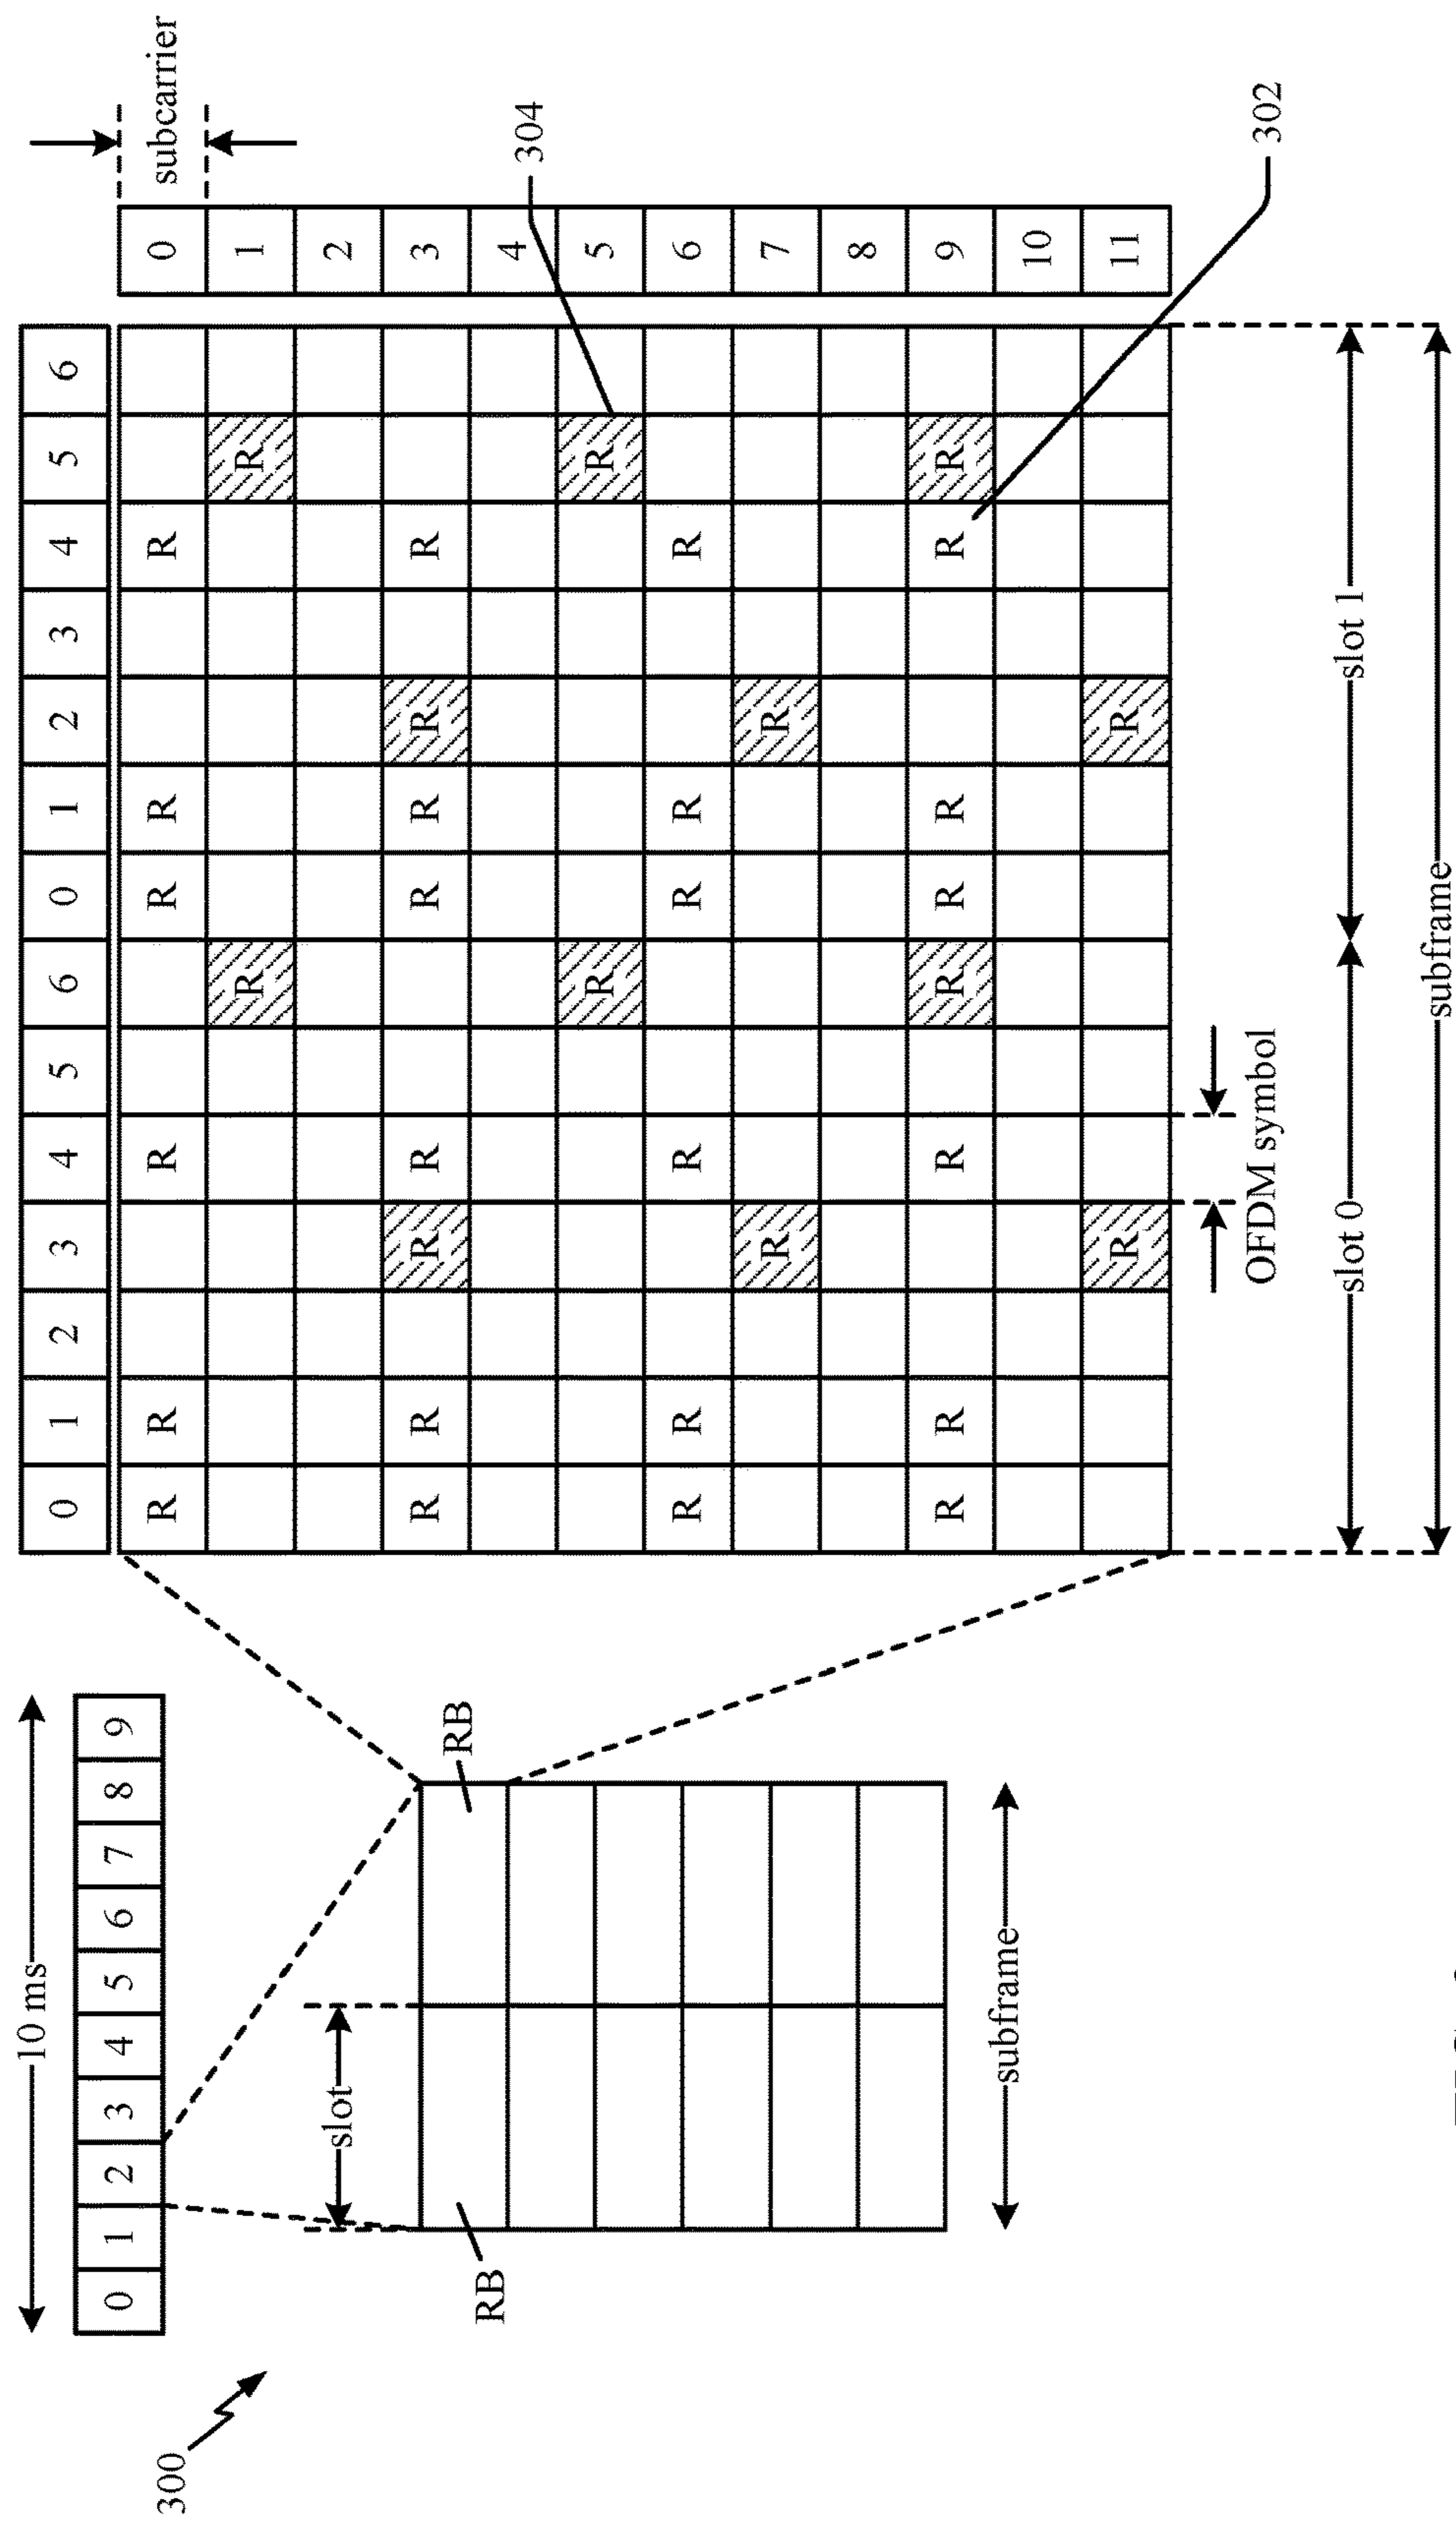 10 ms
0 1 2 3 4 5 6 7 8 9
300
slot
RB
RB
subframe
0 1 2 3 4 5 6 0 1 2 3 4 5 6
subcarrier
R R R R R R 0
R R 1
2
R R R R R R R R 3
4
304
R R 5
R R R R R R 6
R R 7
8
R R R R R R R R 9
10
R R 11
302
OFDM symbol
slot 0 slot 1
subframe